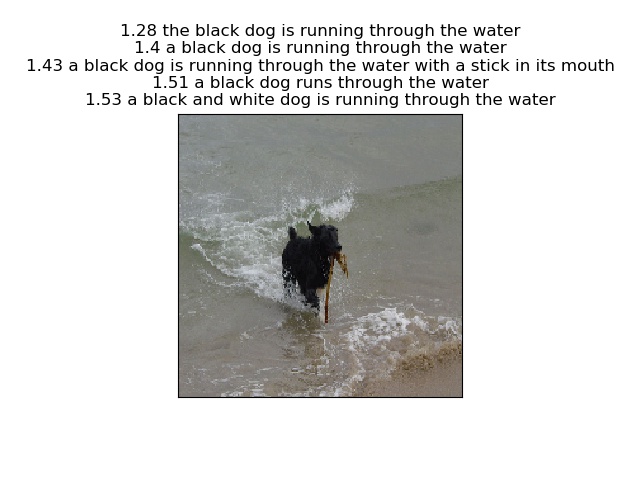 1.28 the black dog is running through the water
1.4 a black dog is running through the water
1.43 a black dog is running through the water with a stick in its mouth
1.51 a black dog runs through the water
1.53 a black and white dog is running through the water